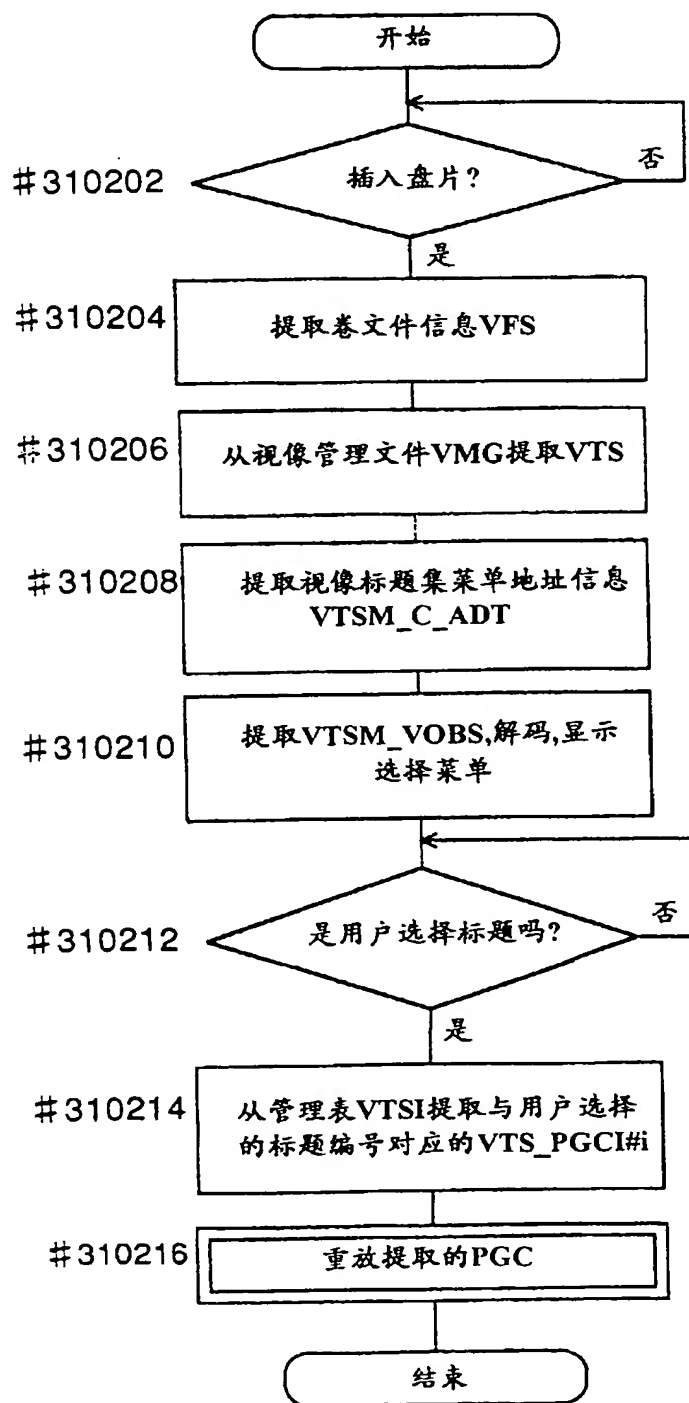 开始
#310202
插入盘片?
否
是
#310204
提取卷文件信息VFS
#310206
从视像管理文件VMG提取VTS
#310208
提取视像标题集菜单地址信息
VTSM_C_ADT
#310210
提取VTSM_VOBS,解码,显示
选择菜单
#310212
是用户选择标题吗?
否
是
#310214
从管理表VTSI提取与用户选择
的标题编号对应的VTS_PGCI#i
#310216
重放提取的PGC
结束